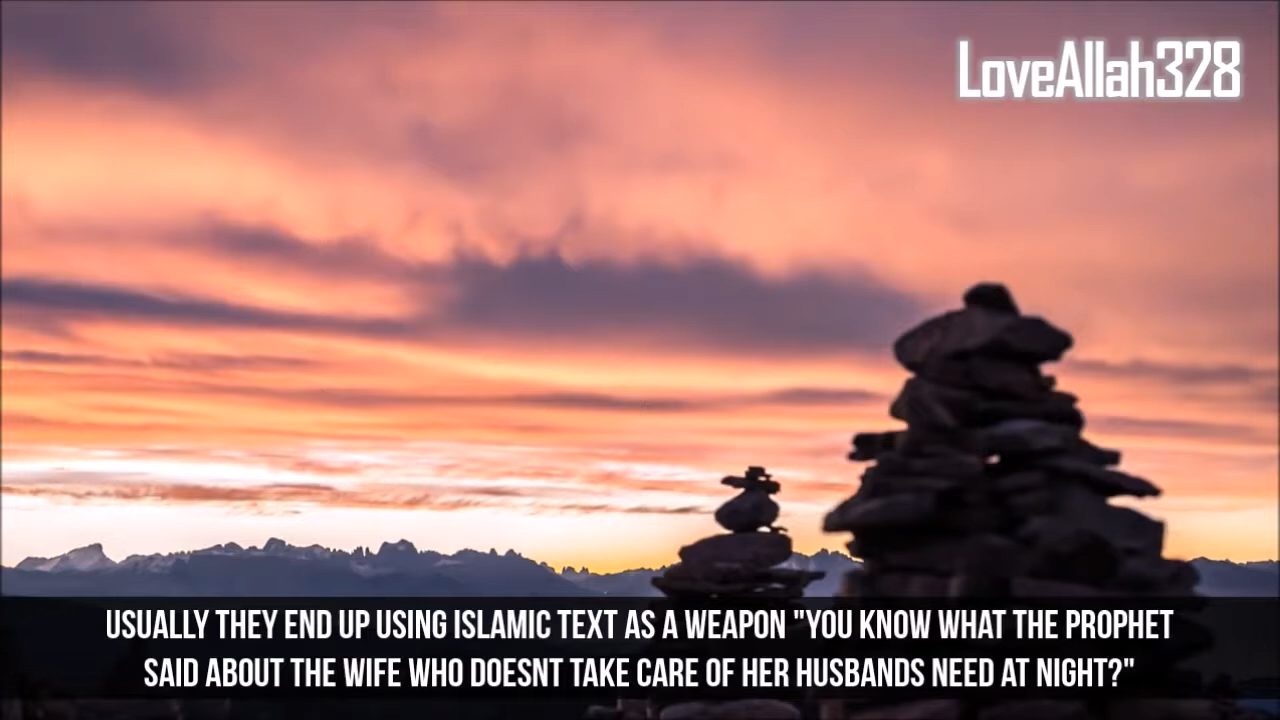 LoveAllah328
USUALLY THEY END UP USING ISLAMIC TEXT AS A WEAPON "YOU KNOW WHAT THE PROPHET
SAID ABOUT THE WIFE WHO DOESNT TAKE CARE OF HER HUSBANDS NEED AT NIGHT?"